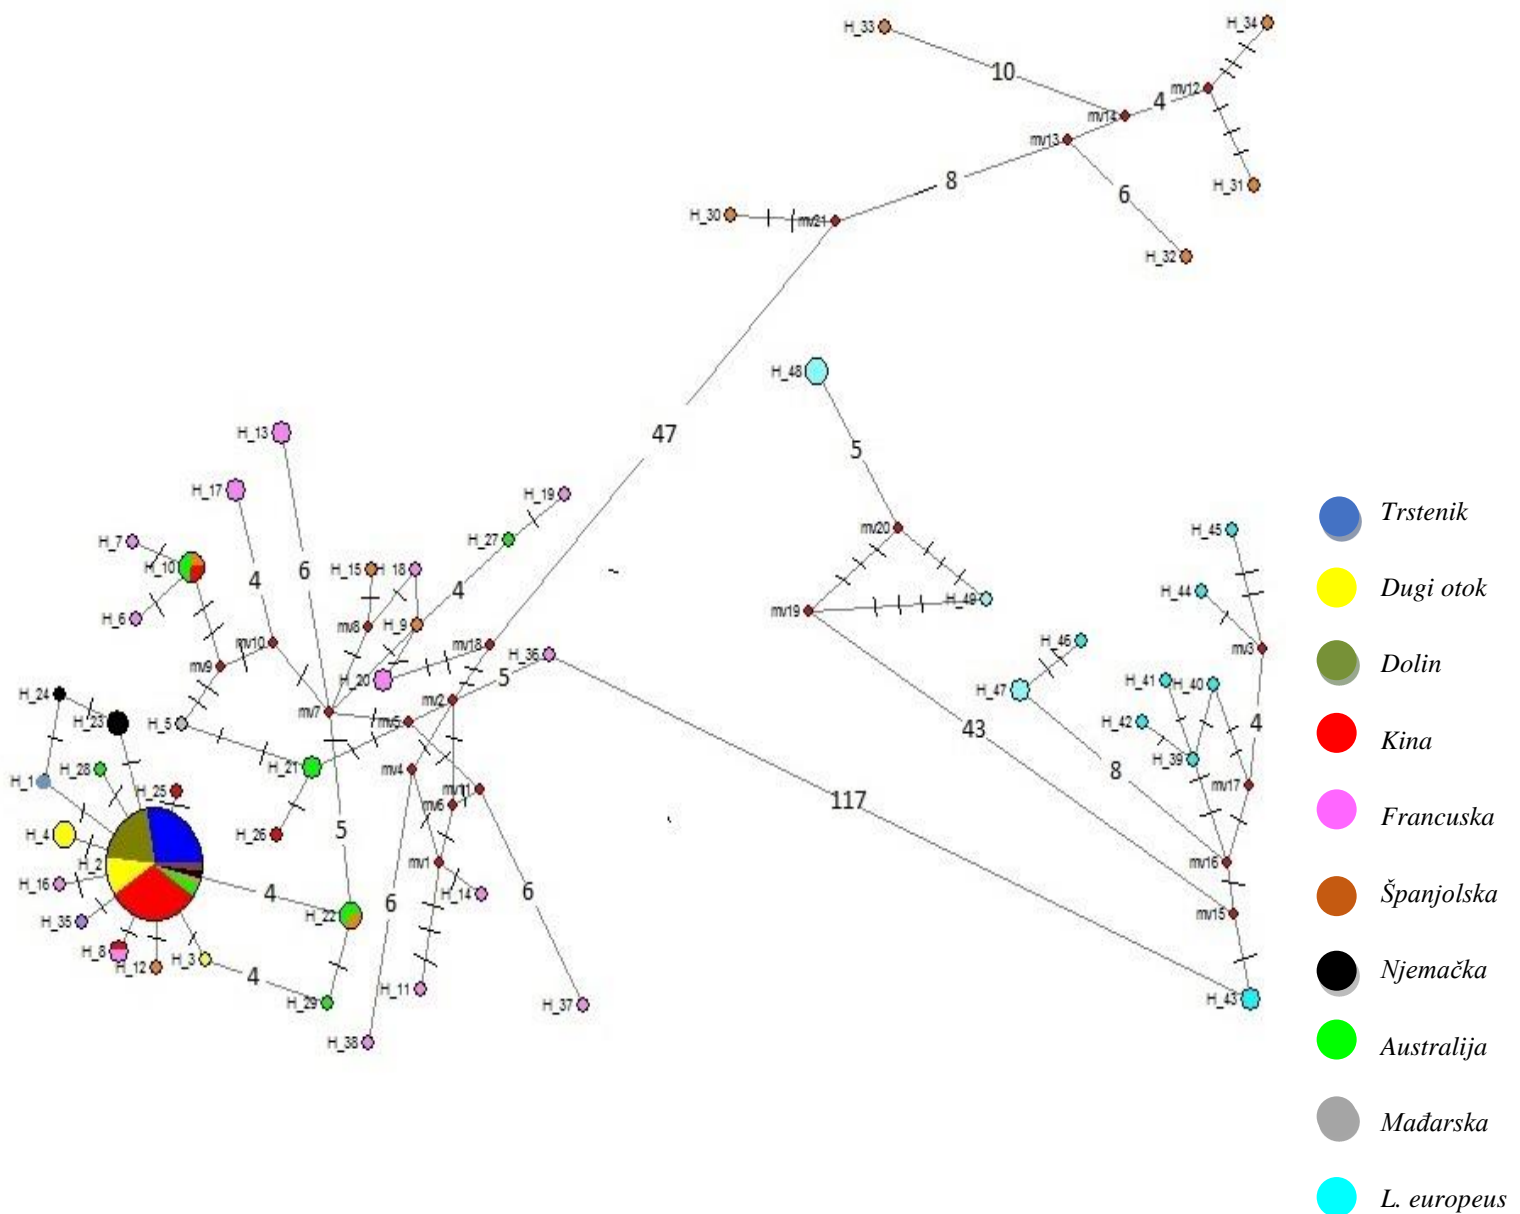 H_33
H_34
10
mv12
4
mv14
mv13
8
6
H_31
H_30
mv21
H_32
H_48
47
5
H_13
H_17
H_19
mv20
H_45
H_7
H_27
H_10
H_15
H_18
4
6
4
H_44
H_49
mv19
H_6
mv8
H_9
mv10
mv18
H_46
mv3
H_36
mv9
H_20
5
H_41
H_40
H_47
H_24
mv2
mv7
mv5
H_23
H_5
H_42
43
4
H_21
mv4
H_39
8
H_28
H_1
mv11
mv17
H_25
117
mv6
H_4
H_26
5
H_2
mv1
mv16
H_16
4
6
6
H_14
H_35
H_22
mv15
H_8
H_12
H_3
4
H_11
H_29
H_37
H_43
H_38
Trstenik
Dugi otok
Dolin
Kina
Francuska
Španjolska
Njemačka
Australija
Mađarska
L. europeus